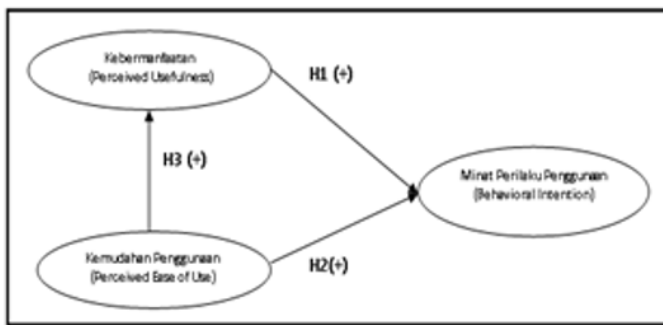 Kebermanfaatan
(Perceived Usefulness)
H1 (+)
H3 (+)
Minat Perilaku Penggunaan
(Behavioral Intention)
Kemudahan Penggunaan
(Perceived Ease of Use)
H2(+)